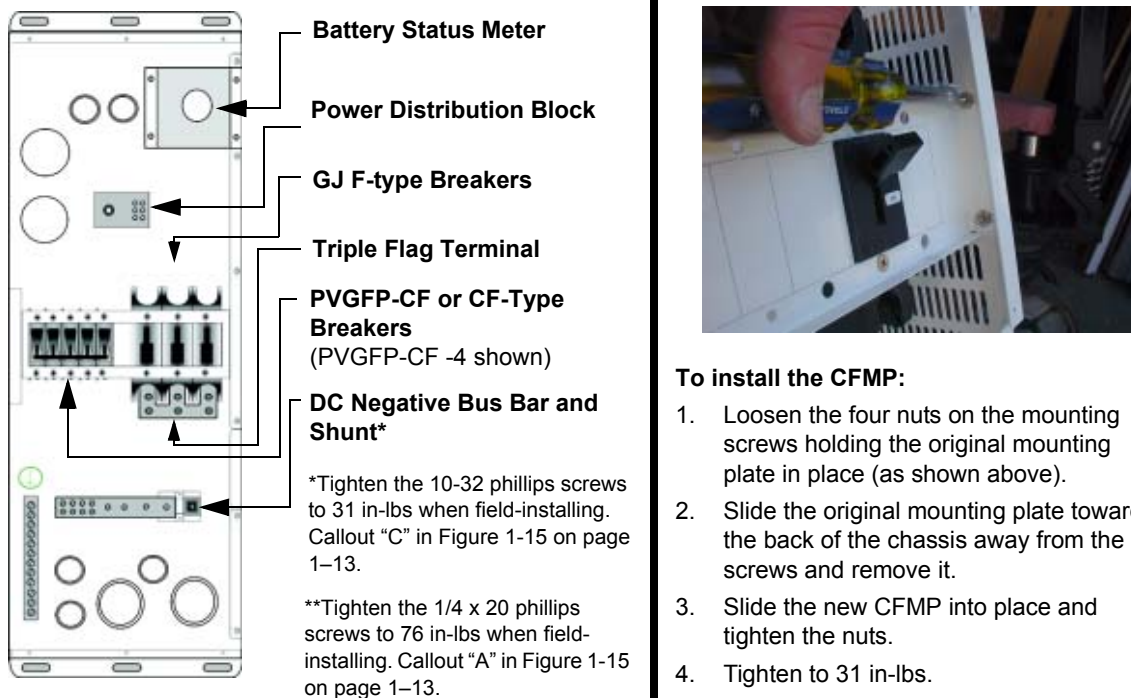 Battery Status Meter
Power Distribution Block
GJ F-type Breakers
Triple Flag Terminal
PVGFP-CF or CF-Type
Breakers
(PVGFP-CF -4 shown)
DC Negative Bus Bar and
Shunt*
*Tighten the 10-32 phillips screws
to 31 in-lbs when field-installing.
Callout “C” in Figure 1-15 on page
1–13.
**Tighten the 1/4 x 20 phillips
screws to 76 in-lbs when field-
installing. Callout “A” in Figure 1-15
on page 1–13.
To install the CFMP:
1. Loosen the four nuts on the mounting
screws holding the original mounting
plate in place (as shown above).
2. Slide the original mounting plate towar
the back of the chassis away from the
screws and remove it.
3. Slide the new CFMP into place and
tighten the nuts.
4. Tighten to 31 in-lbs.